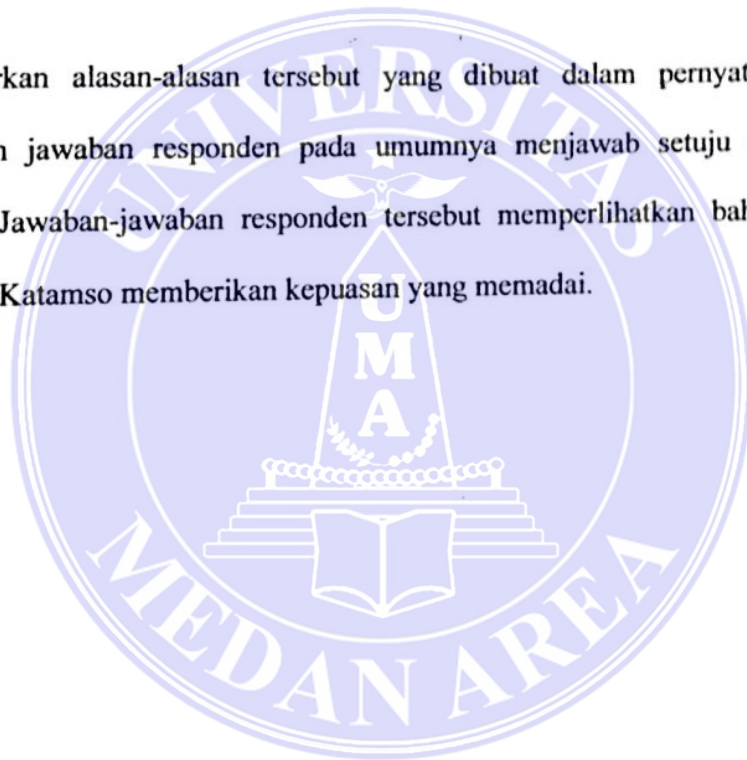 rkan alasan-alasan tersebut yang dibuat dalam pernyat
jawaban responden pada umumnya menjawab setuju
Jawaban-jawaban responden tersebut memperlihatkan bah
Katamso memberikan kepuasan yang memadai.
UNIVERSITAS
UMA
MEDAN AREA